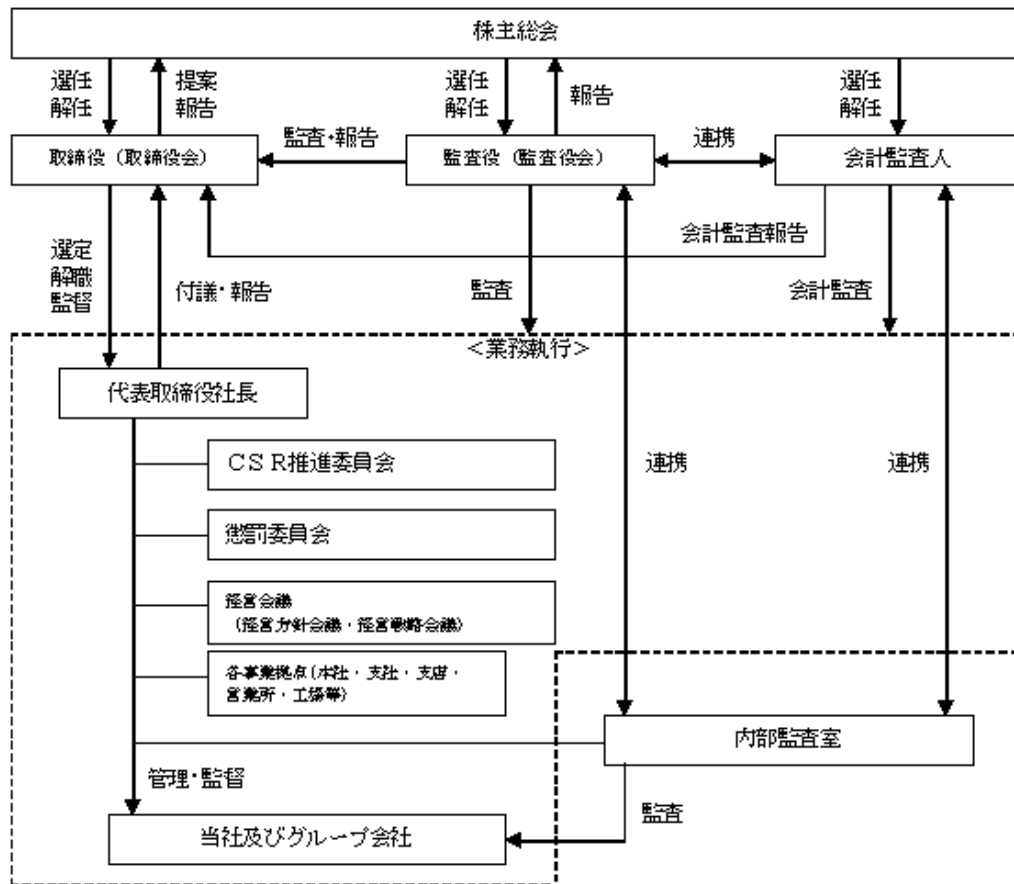 株主総会
選任
解任
提案
報告
選任
解任
報告
選任
解任
取締役（取締役会）
監査・報告
監査役（監査役会）
連携
会計監査人
選定
解職
監督
付議・報告
監査
会計監査報告
会計監査
＜業務執行＞
代表取締役社長
ＣＳＲ推進委員会
連携
連携
懲罰委員会
経営会議
（経営方針会議・経営戦略会議）
各事業拠点（本社・支社・支店・
営業所・工場等）
内部監査室
管理・監督
監査
当社及びグループ会社